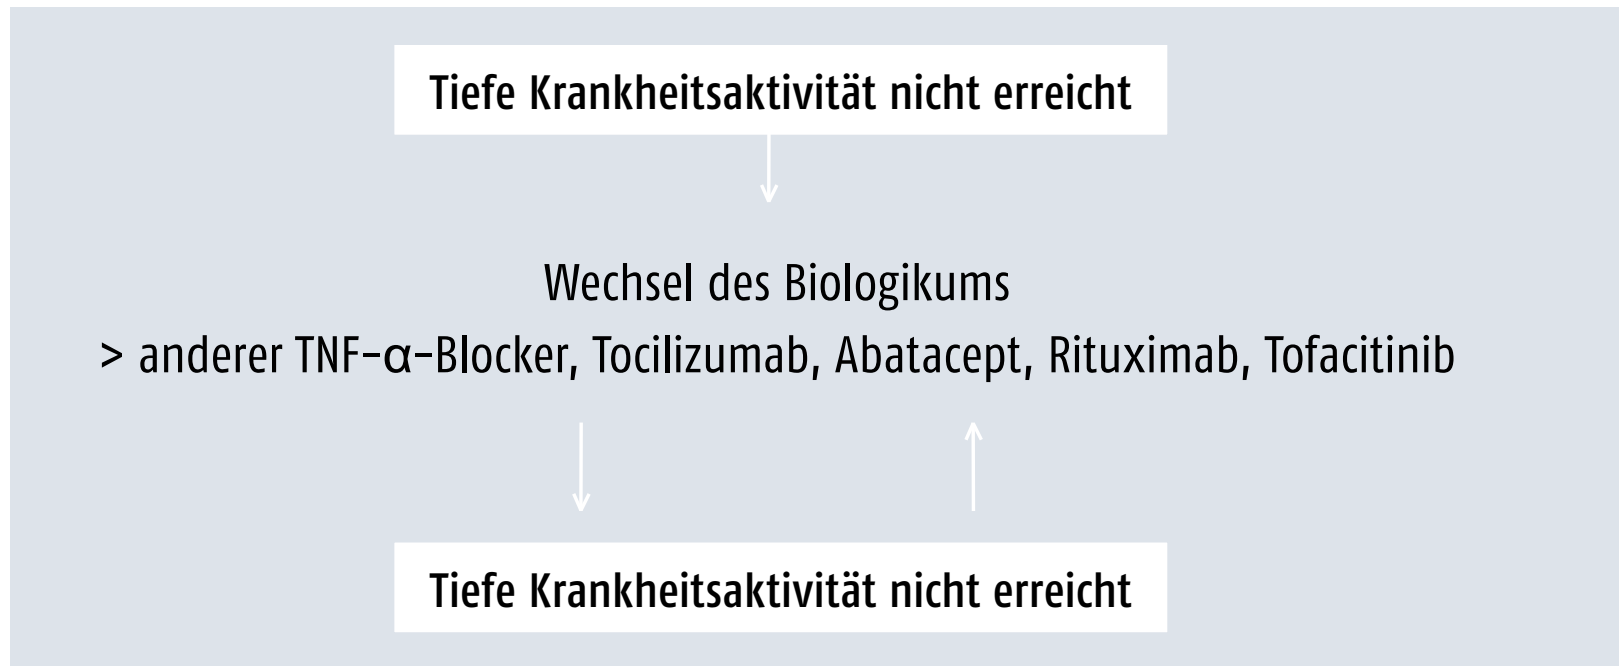 Tiefe Krankheitsaktivität nicht erreicht
Wechsel des Biologikums
> anderer TNF-α-Blocker, Tocilizumab, Abatacept, Rituximab, Tofacitinib
Tiefe Krankheitsaktivität nicht erreicht